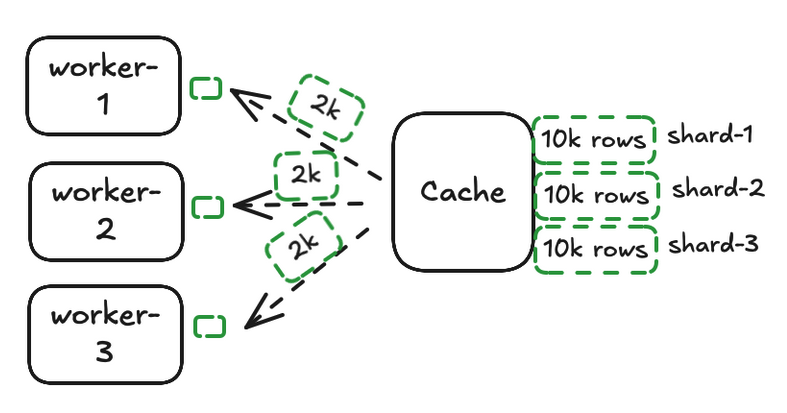 worker-
1
2k
worker-
2
2k
worker-
3
2k
Cache
10k rows
shard-1
10k rows
shard-2
10k rows
shard-3